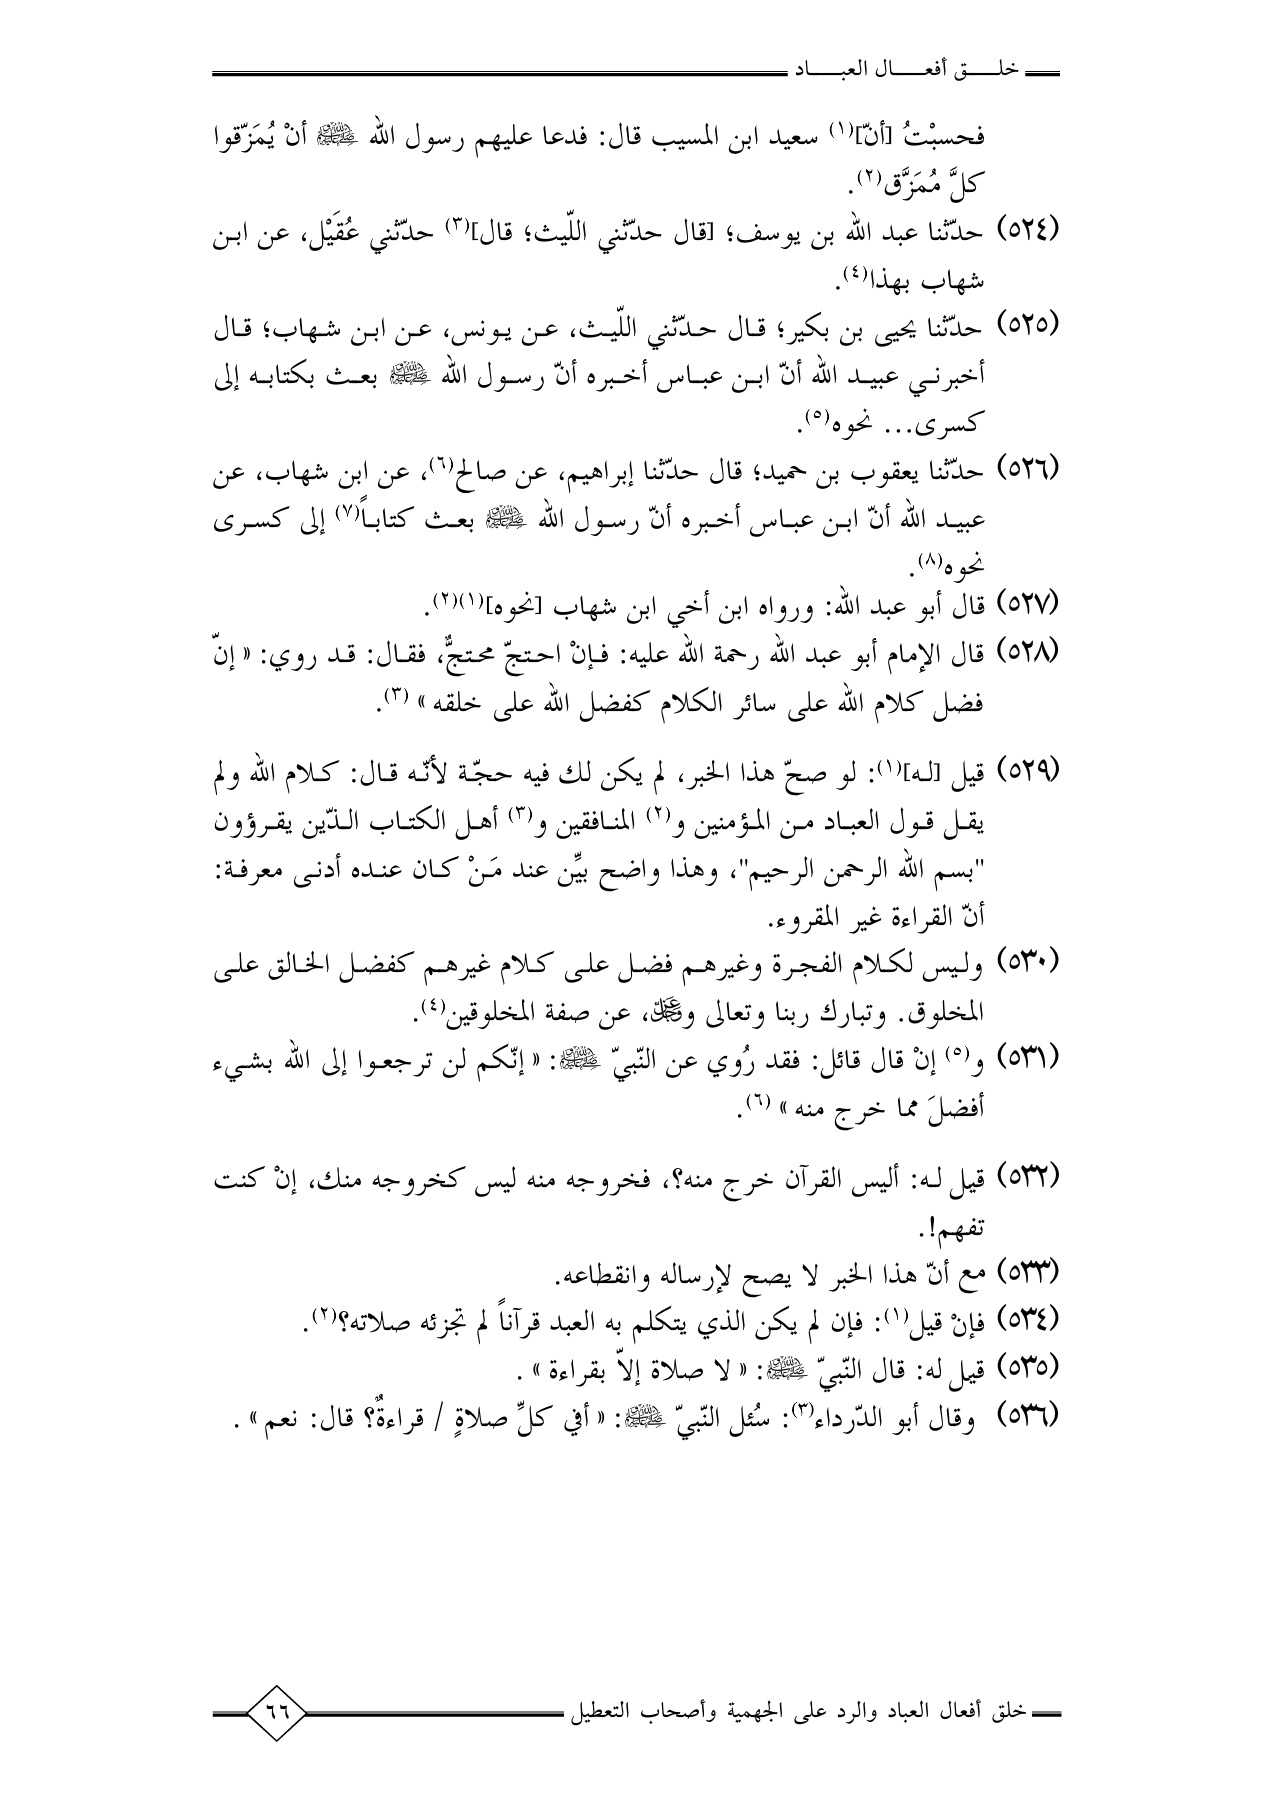 خلق أفعال العباد
فحسبْتُ [أنّ](١) سعيد ابن المسيب قال: فدعا عليهم رسول الله ﷺ أنْ يُمَزّقوا
كلَّ مُمَزَّق(٢).
(٥٢٤) حدّثنا عبد الله بن يوسف؛ [قال حدّثني اللّيث؛ قال](٣) حدّثني عُقَيْل، عن ابن
شهاب بهذا(٤).
(٥٢٥) حدّثنا يحيى بن بكير؛ قال حدّثني اللّيث، عن يونس، عن ابن شهاب؛ قال
أخبرني عبيد الله أنّ ابن عباس أخبره أنّ رسول الله ﷺ بعث بكتابه إلى
كسرى... نحوه(٥).
(٥٢٦) حدّثنا يعقوب بن حميد؛ قال حدّثنا إبراهيم، عن صالح(٦)، عن ابن شهاب، عن
عبيد الله أنّ ابن عباس أخبره أنّ رسول الله ﷺ بعث كتاباً(٧) إلى كسرى
نحوه(٨).
(٥٢٧) قال أبو عبد الله: ورواه ابن أخي ابن شهاب [نحوه](١)(٢).
(٥٢٨) قال الإمام أبو عبد الله رحمة الله عليه: فإنْ احتجّ محتجٌّ، فقال: قد روي: « إنّ
فضل كلام الله على سائر الكلام كفضل الله على خلقه » (٣).
(٥٢٩) قيل [له](١): لو صحّ هذا الخبر، لم يكن لك فيه حجّة لأنّه قال: كلام الله ولم
يقل قول العباد من المؤمنين و(٢) المنافقين و(٣) أهل الكتاب الذّين يقرؤون
"بسم الله الرحمن الرحيم"، وهذا واضح بيِّن عند مَنْ كان عنده أدنى معرفة:
أنّ القراءة غير المقروء.
(٥٣٠) وليس لكلام الفجرة وغيرهم فضل على كلام غيرهم كفضل الخالق على
المخلوق. وتبارك ربنا وتعالى وﷻ، عن صفة المخلوقين(٤).
(٥٣١) و(٥) إنْ قال قائل: فقد رُوي عن النّبيّ ﷺ: « إنّكم لن ترجعوا إلى الله بشيء
أفضلَ مما خرج منه » (٦).
(٥٣٢) قيل له: أليس القرآن خرج منه؟، فخروجه منه ليس كخروجه منك، إنْ كنت
تفهم!.
(٥٣٣) مع أنّ هذا الخبر لا يصح لإرساله وانقطاعه.
(٥٣٤) فإنْ قيل(١): فإن لم يكن الذي يتكلم به العبد قرآناً لم تجزئه صلاته؟(٢).
(٥٣٥) قيل له: قال النّبيّ ﷺ: « لا صلاة إلاّ بقراءة » .
(٥٣٦) وقال أبو الدّرداء(٣): سُئل النّبيّ ﷺ: « أفي كلِّ صلاةٍ / قراءةٌ؟ قال: نعم » .
خلق أفعال العباد والرد على الجهمية وأصحاب التعطيل
٦٦